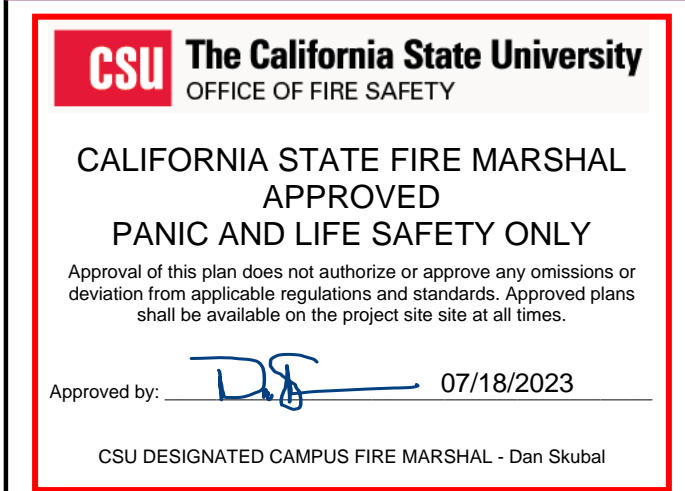 CSU The California State University
OFFICE OF FIRE SAFETY
CALIFORNIA STATE FIRE MARSHAL
APPROVED
PANIC AND LIFE SAFETY ONLY
Approval of this plan does not authorize or approve any omissions or
deviation from applicable regulations and standards. Approved plans
shall be available on the project site site at all times.
Approved by: 07/18/2023
CSU DESIGNATED CAMPUS FIRE MARSHAL - Dan Skubal